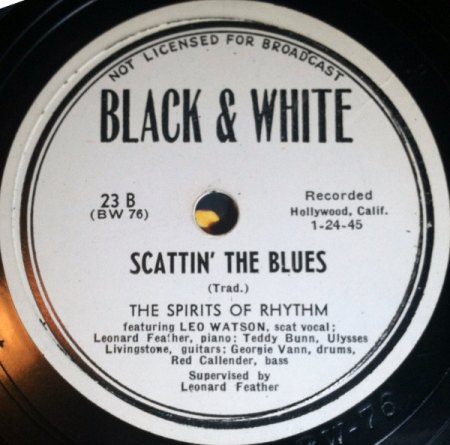 NOT LICENSED FOR BROADCAST
BLACK & WHITE
23 B
(BW 76)
Recorded
Hollywood, Calif.
1-24-45
SCATTIN' THE BLUES
(Trad.)
THE SPIRITS OF RHYTHM
featuring LEO WATSON, scat vocal;
Leonard Feather, piano; Teddy Bunn, Ulysses
Livingstone, guitars; Georgie Vann, drums,
Red Callender, bass
Supervised by
Leonard Feather
BW-76